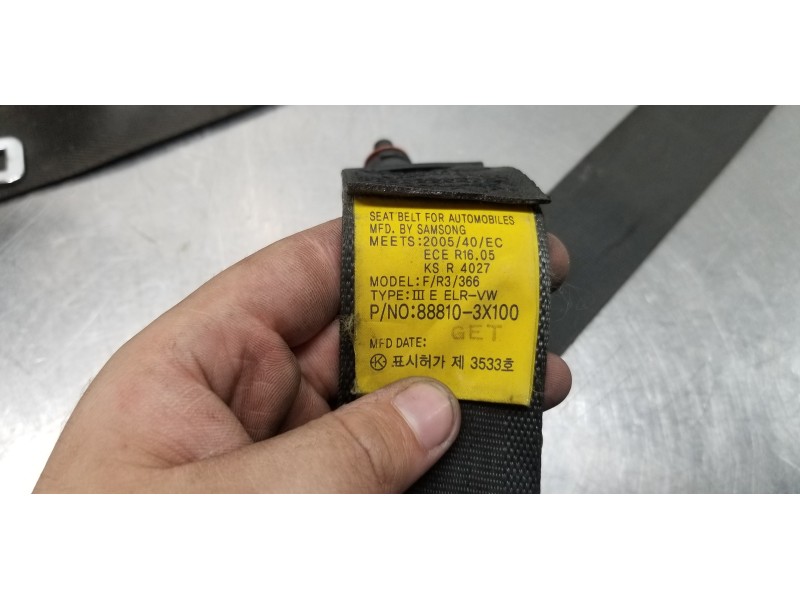 SEAT BELT FOR AUTOMOBILES
MFD. BY SAMSONG
MEETS:2005/40/EC
ECE R16.05
KS R 4027
MODEL: F/R3/366
TYPE: III E ELR-VW
P/NO:88810-3X100
GET
MFD DATE:
㉿ 표시허가 제 3533호